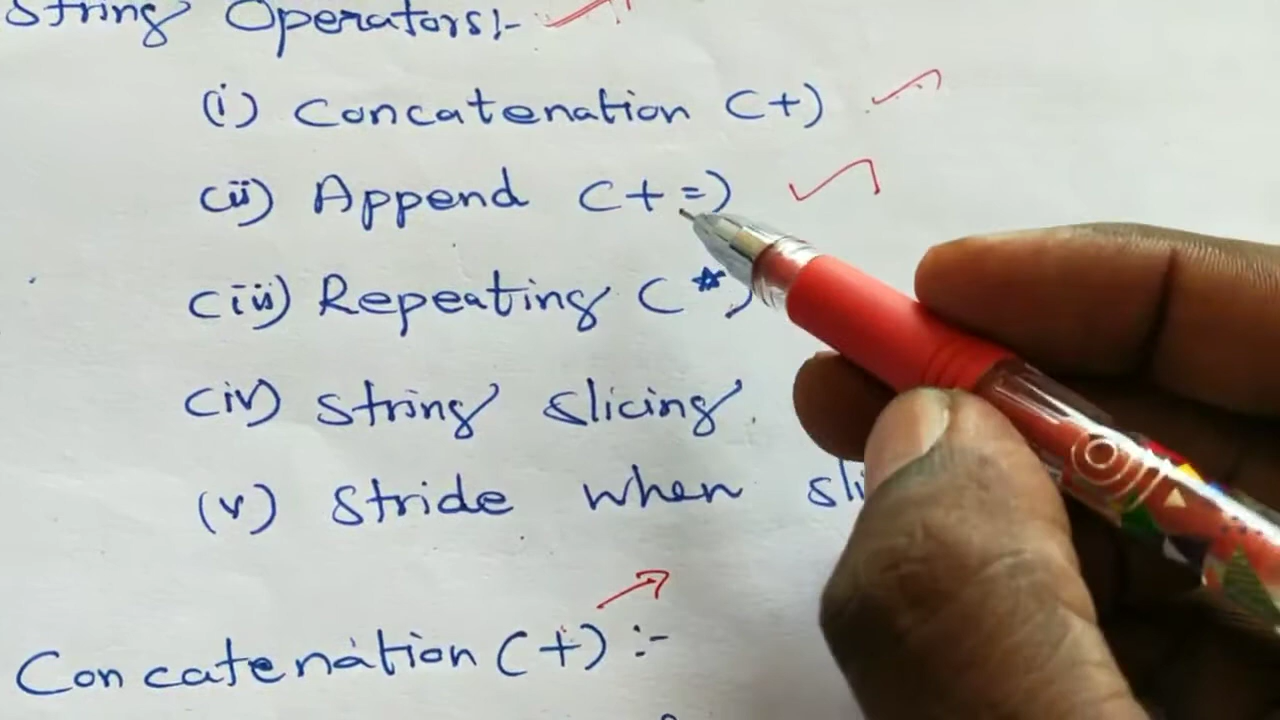 String Operators:-
(i) Concatenation (+)
(ii) Append (+=)
(iii) Repeating (*)
(iv) String slicing
(v) Stride when
Concatenation (+) :-